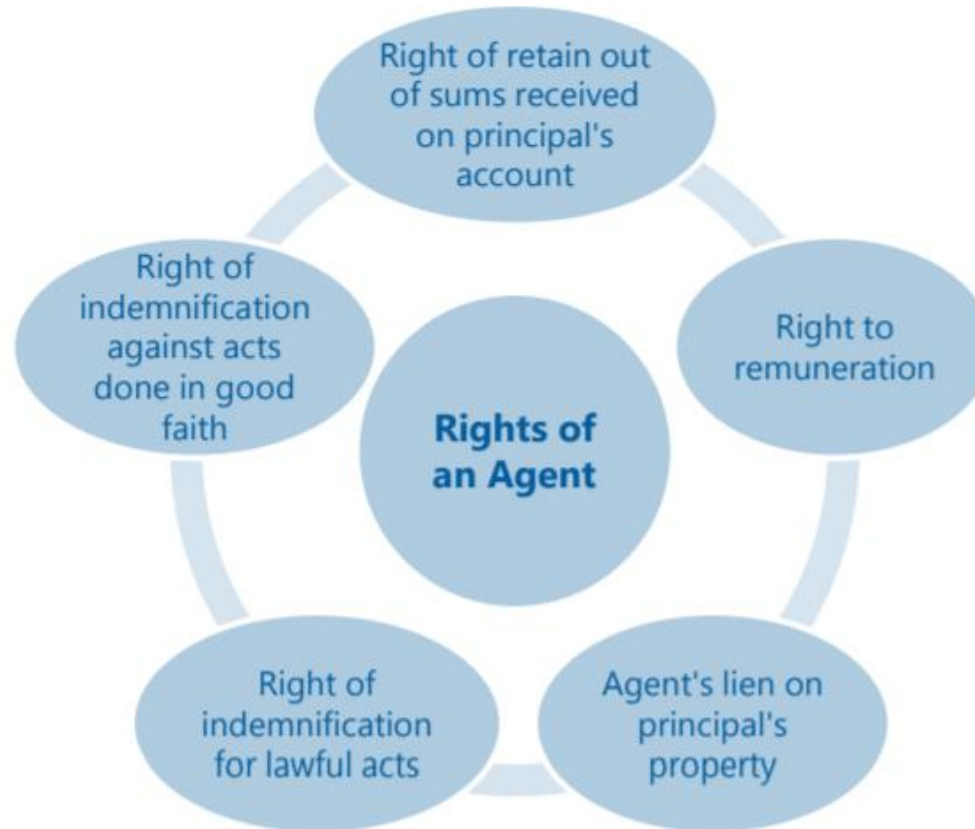 Right of retain out
of sums received
on principal's
account
Right to
remuneration
Agent's lien on
principal's
property
Right of
indemnification
for lawful acts
Right of
indemnification
against acts
done in good
faith
Rights of
an Agent